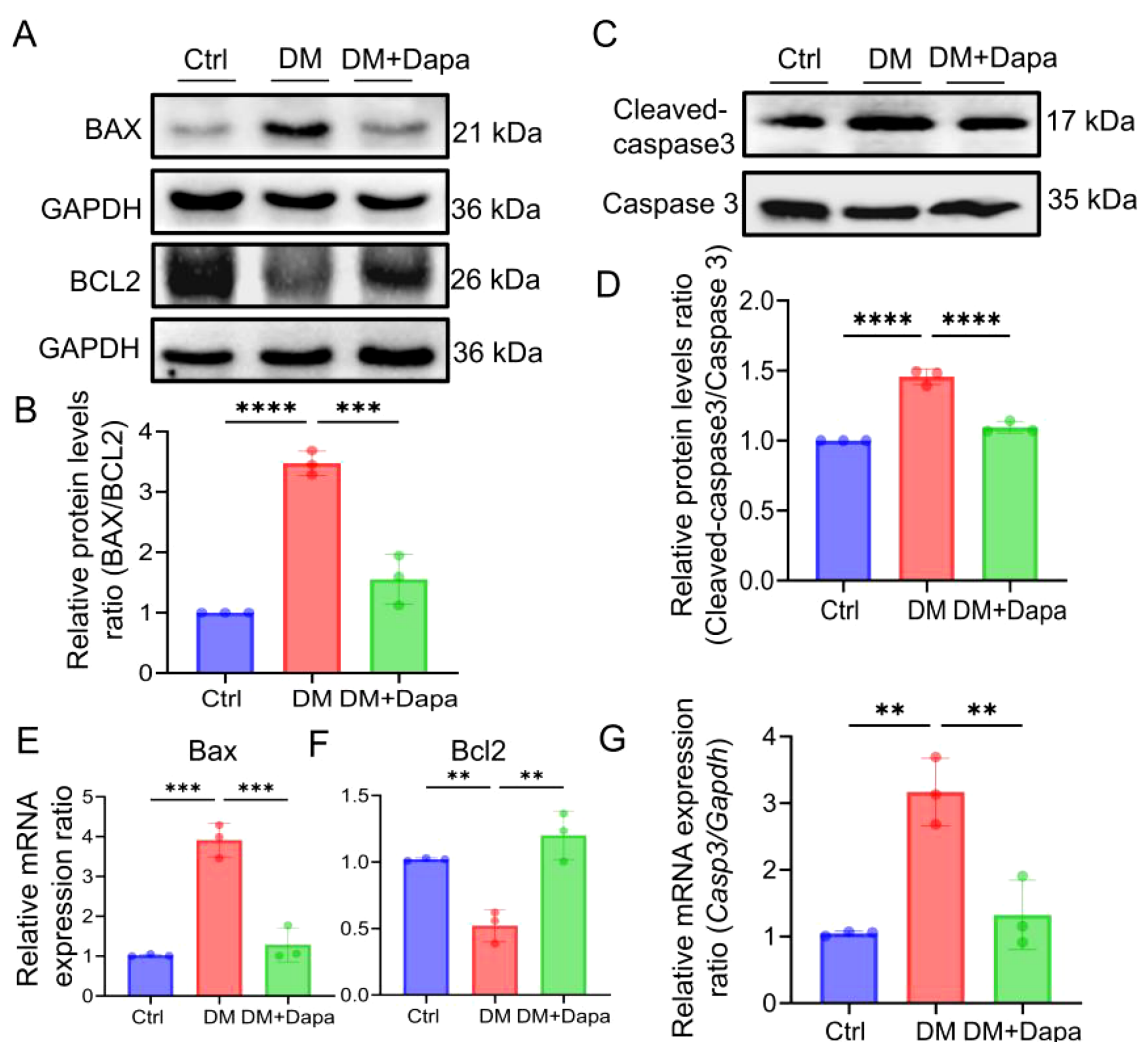 A
Ctrl DM DM+Dapa
BAX 21 kDa
GAPDH 36 kDa
BCL2 26 kDa
GAPDH 36 kDa
C
Ctrl DM DM+Dapa
Cleaved-
caspase3
17 kDa
Caspase 3 35 kDa
B
Relative protein levels
ratio (BAX/BCL2)
**** ***
4
3
2
1
0
Ctrl DM DM+Dapa
D
Relative protein levels ratio
(Cleaved-caspase3/Caspase 3)
**** ****
2.0
1.5
1.0
0.5
0.0
Ctrl DM DM+Dapa
E
Bax
Relative mRNA
expression ratio
*** ***
5
4
3
2
1
0
Ctrl DM DM+Dapa
F
Bcl2
** **
1.5
1.0
0.5
0.0
Ctrl DM DM+Dapa
G
Relative mRNA expression
ratio (Casp3/Gapdh)
** **
4
3
2
1
0
Ctrl DM DM+Dapa